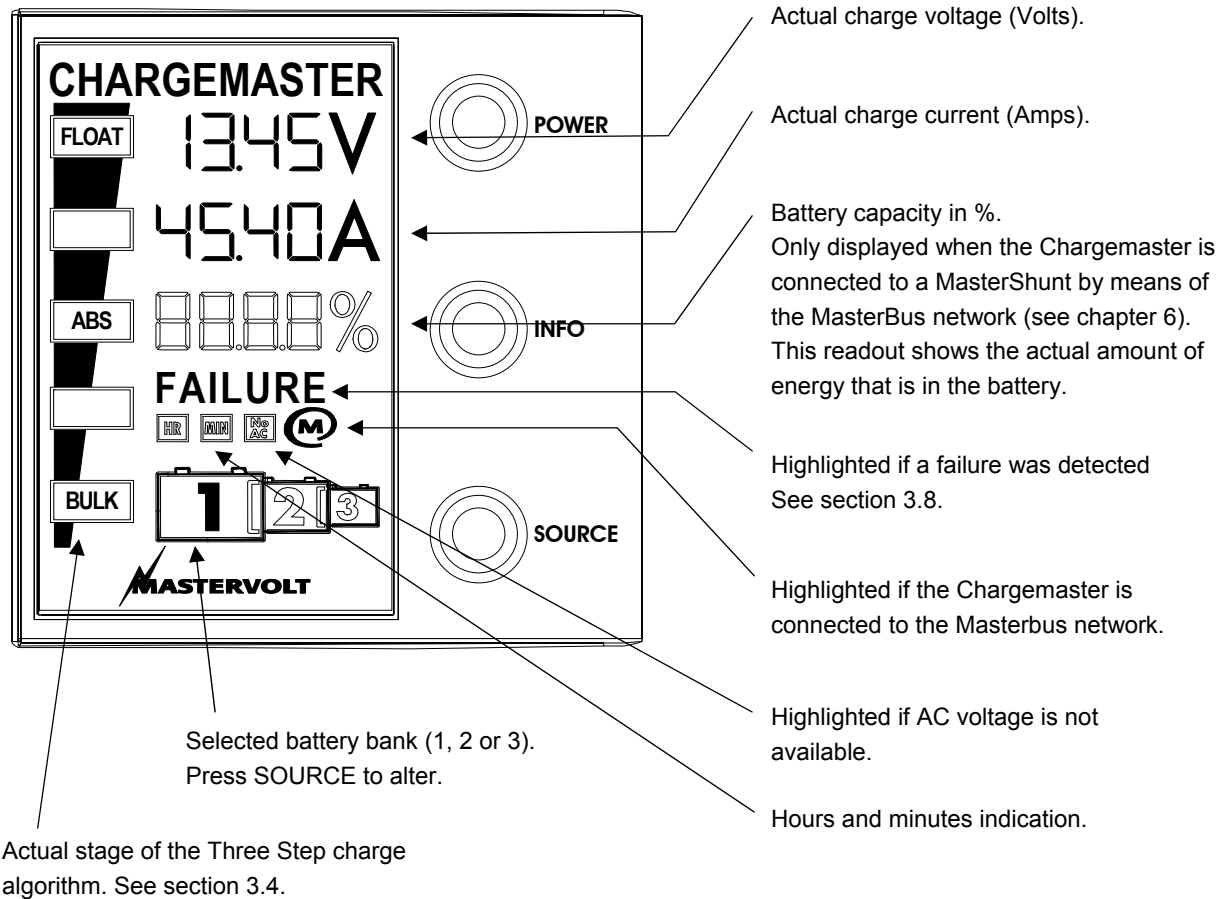 CHARGEMASTER
FLOAT
13.45V
POWER
45.40A
ABS
88.8.8%
INFO
FAILURE
HR
MIN
No
AC
M
BULK
1
2
3
SOURCE
MASTERVOLT
Actual charge voltage (Volts).
Actual charge current (Amps).
Battery capacity in %.
Only displayed when the Chargemaster is
connected to a MasterShunt by means of
the MasterBus network (see chapter 6).
This readout shows the actual amount of
energy that is in the battery.
Highlighted if a failure was detected
See section 3.8.
Highlighted if the Chargemaster is
connected to the Masterbus network.
Highlighted if AC voltage is not
available.
Hours and minutes indication.
Selected battery bank (1, 2 or 3).
Press SOURCE to alter.
Actual stage of the Three Step charge
algorithm. See section 3.4.